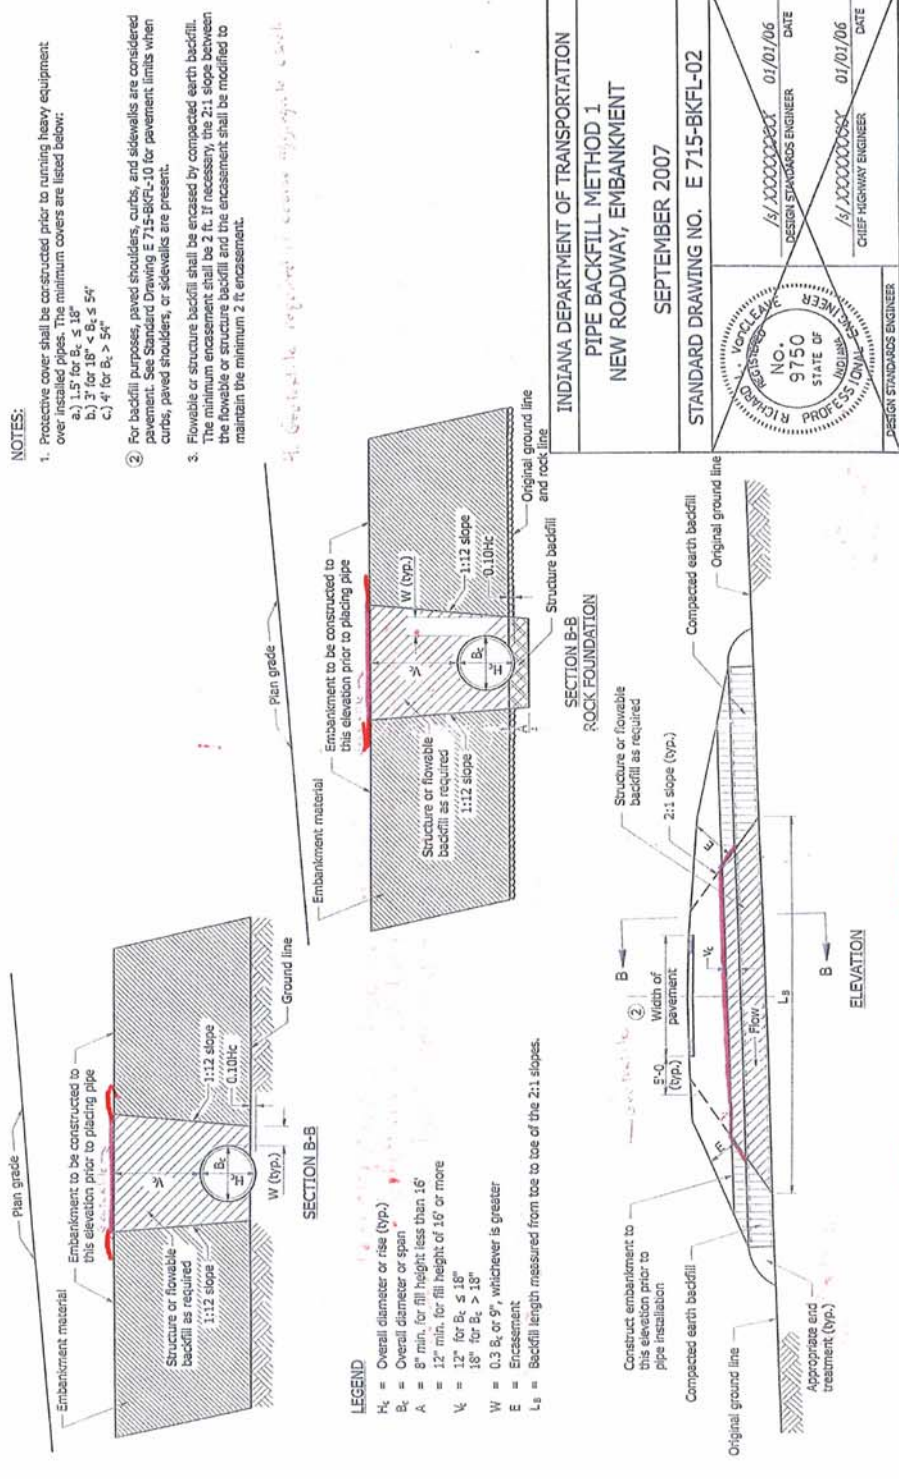 NOTES:
1. Protective cover shall be constructed prior to running heavy equipment
over installed pipes. The minimum covers are listed below:
a.) 1.5' for Bc ≤ 18"
b.) 3' for 18" < Bc ≤ 54"
c.) 4' for Bc > 54"
② For backfill purposes, paved shoulders, curbs, and sidewalks are considered
pavement. See Standard Drawing E 715-BKFL-10 for pavement limits when
curbs, paved shoulders, or sidewalks are present.
3. Flowable or structure backfill shall be encased by compacted earth backfill.
The minimum encasement shall be 2 ft. If necessary, the 2:1 slope between
the flowable or structure backfill and the encasement shall be modified to
maintain the minimum 2 ft encasement.
Plan grade
Embankment material
Embankment to be constructed to
this elevation prior to placing pipe
Structure or flowable
backfill as required
1:12 slope
Vc
Bc
Hc
1:12 slope
0.10Hc
W (typ.)
Ground line
SECTION B-B
Plan grade
Embankment material
Embankment to be constructed to
this elevation prior to placing pipe
W (typ.)
Structure or flowable
backfill as required
1:12 slope
Vc
Bc
Hc
A
1:12 slope
0.10Hc
Original ground line
and rock line
Structure backfill
SECTION B-B
ROCK FOUNDATION
LEGEND
Hc = Overall diameter or rise (typ.)
Bc = Overall diameter or span
A = 8" min. for fill height less than 16'
= 12" min. for fill height of 16' or more
Vc = 12" for Bc ≤ 18"
18" for Bc > 18"
W = 0.3 Bc or 9", whichever is greater
E = Encasement
LB = Backfill length measured from toe to toe of the 2:1 slopes.
Construct embankment to
this elevation prior to
pipe installation
Compacted earth backfill
Original ground line
Appropriate end
treatment (typ.)
5'-0
(typ.)
②
Width of
pavement
B
B
Vc
E
E
Flow
LB
Structure or flowable
backfill as required
2:1 slope (typ.)
Compacted earth backfill
Original ground line
ELEVATION
INDIANA DEPARTMENT OF TRANSPORTATION
PIPE BACKFILL METHOD 1
NEW ROADWAY, EMBANKMENT
SEPTEMBER 2007
STANDARD DRAWING NO. E 715-BKFL-02
RICHARD L. VonCLEAVE
REGISTERED
NO.
9750
STATE OF
INDIANA
PROFESSIONAL ENGINEER
DESIGN STANDARDS ENGINEER
01/01/06
DESIGN STANDARDS ENGINEER DATE
01/01/06
CHIEF HIGHWAY ENGINEER DATE